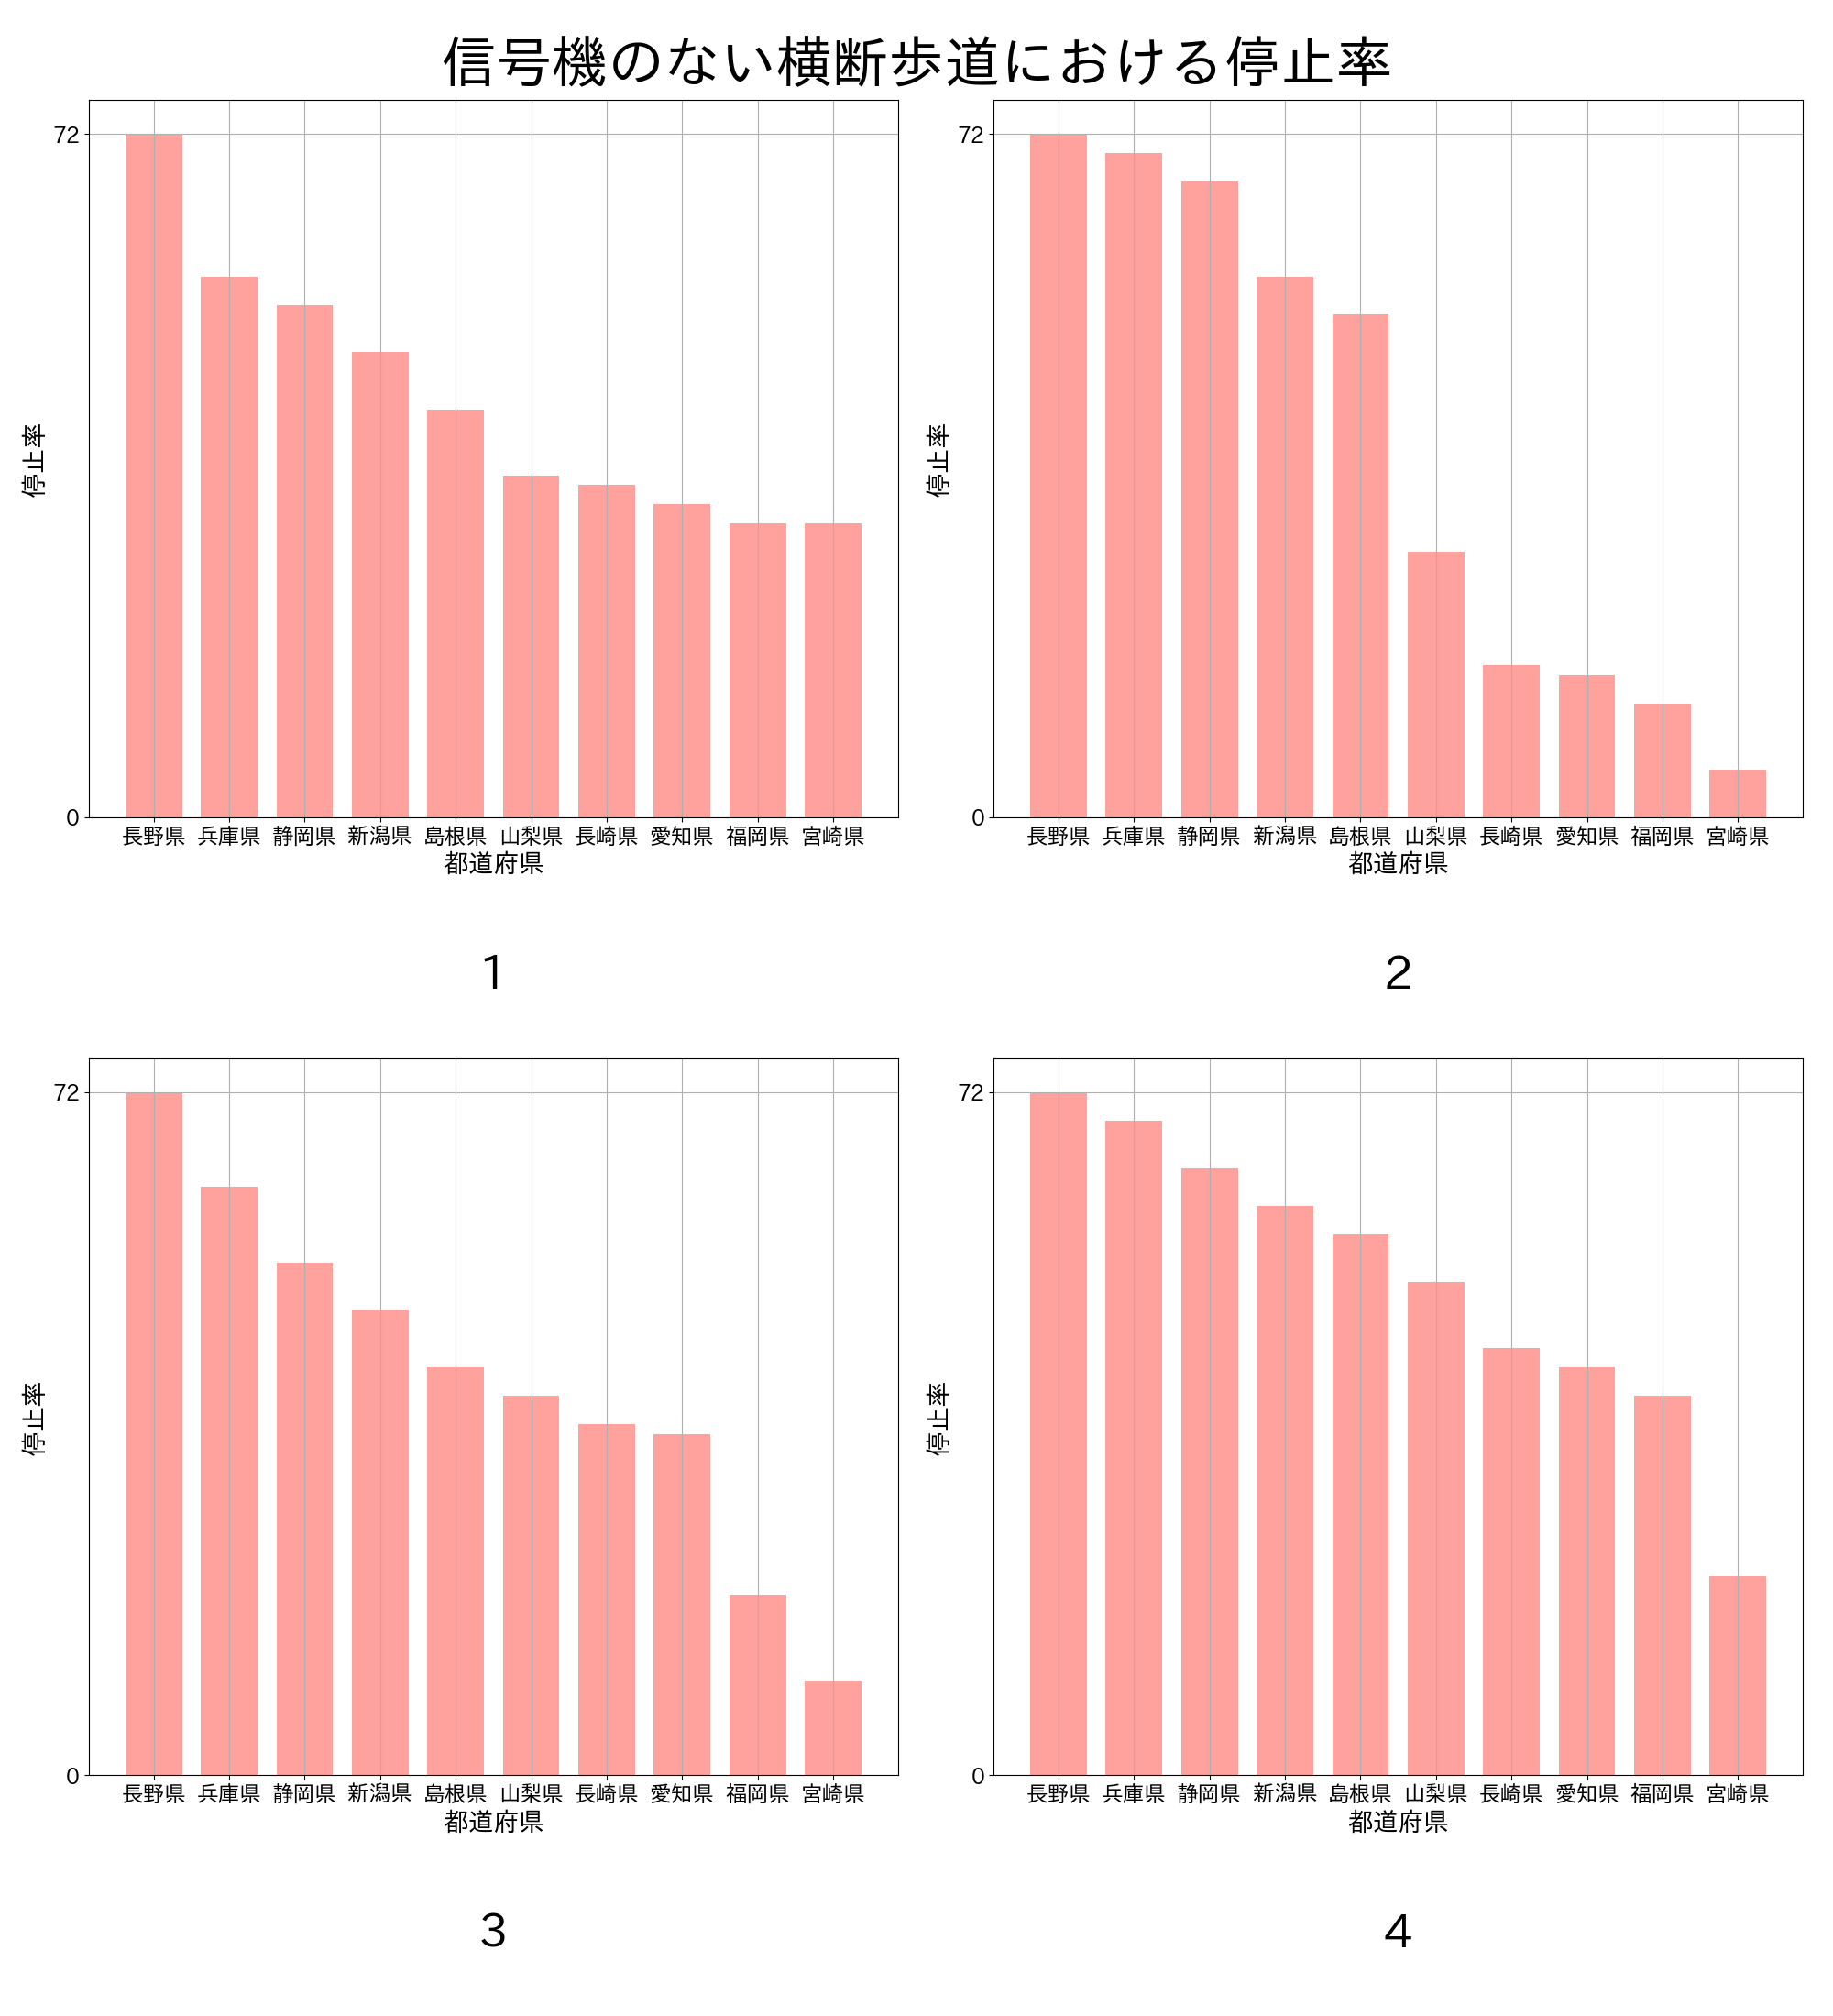 信号機のない横断歩道における停止率
72
0
停止率
長野県 兵庫県 静岡県 新潟県 島根県 山梨県 長崎県 愛知県 福岡県 宮崎県
都道府県
1
72
0
停止率
長野県 兵庫県 静岡県 新潟県 島根県 山梨県 長崎県 愛知県 福岡県 宮崎県
都道府県
2
72
0
停止率
長野県 兵庫県 静岡県 新潟県 島根県 山梨県 長崎県 愛知県 福岡県 宮崎県
都道府県
3
72
0
停止率
長野県 兵庫県 静岡県 新潟県 島根県 山梨県 長崎県 愛知県 福岡県 宮崎県
都道府県
4